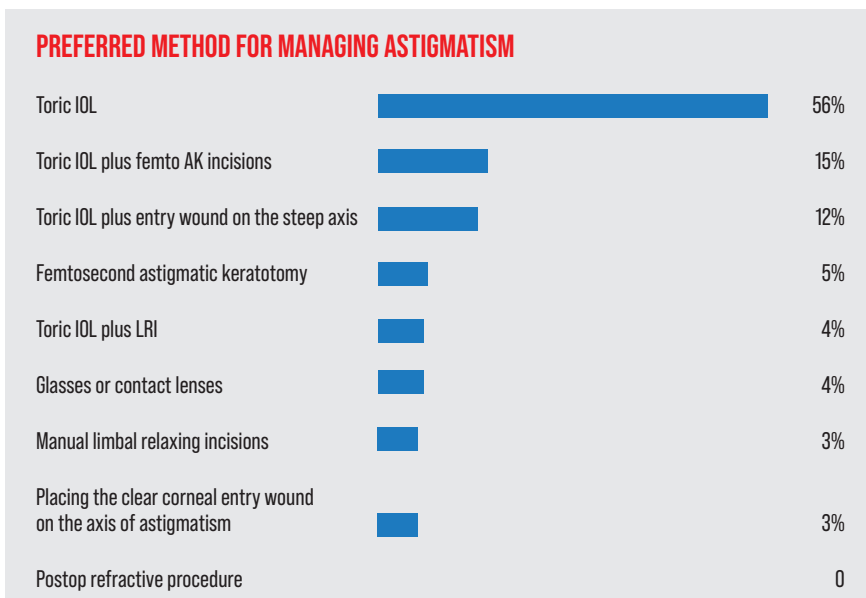 PREFERRED METHOD FOR MANAGING ASTIGMATISM
Toric IOL 56%
Toric IOL plus femto AK incisions 15%
Toric IOL plus entry wound on the steep axis 12%
Femtosecond astigmatic keratotomy 5%
Toric IOL plus LRI 4%
Glasses or contact lenses 4%
Manual limbal relaxing incisions 3%
Placing the clear corneal entry wound
on the axis of astigmatism 3%
Postop refractive procedure 0